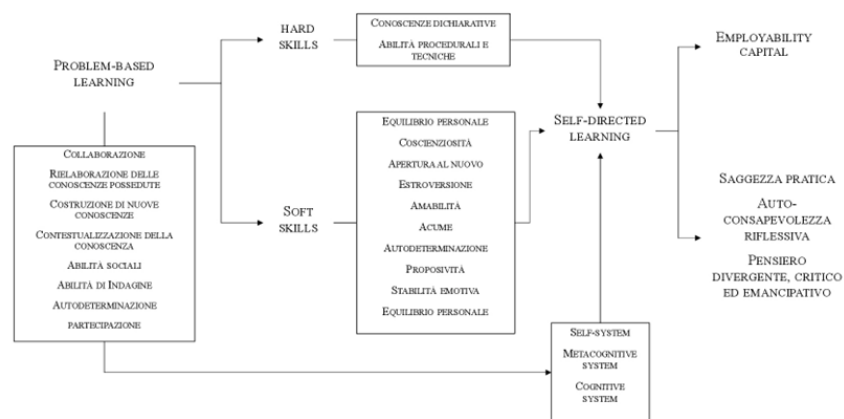 PROBLEM-BASED
LEARNING
COLLABORAZIONE
RIELABORAZIONE DELLE
CONOSCENZE POSSEDUTE
COSTRUZIONE DI NUOVE
CONOSCENZE
CONTESTUALIZZAZIONE DELLA
CONOSCENZA
ABILITÀ SOCIALI
ABILITÀ DI INDAGINE
AUTODETERMINAZIONE
PARTECIPAZIONE
HARD
SKILLS
CONOSCENZE DICHIARATIVE
ABILITÀ PROCEDURALI E
TECNICHE
SOFT
SKILLS
EQUILIBRIO PERSONALE
COSCIENZIOSITÀ
APERTURA AL NUOVO
ESTROVERSIONE
AMABILITÀ
ACUME
AUTODETERMINAZIONE
PROPOSIVITÀ
STABILITÀ EMOTIVA
EQUILIBRIO PERSONALE
SELF-DIRECTED
LEARNING
SELF-SYSTEM
METACOGNITIVE
SYSTEM
COGNITIVE
SYSTEM
EMPLOYABILITY
CAPITAL
SAGGEZZA PRATICA
AUTO-
CONSAPEVOLEZZA
RIFLESSIVA
PENSIERO
DIVERGENTE, CRITICO
ED EMANCIPATIVO